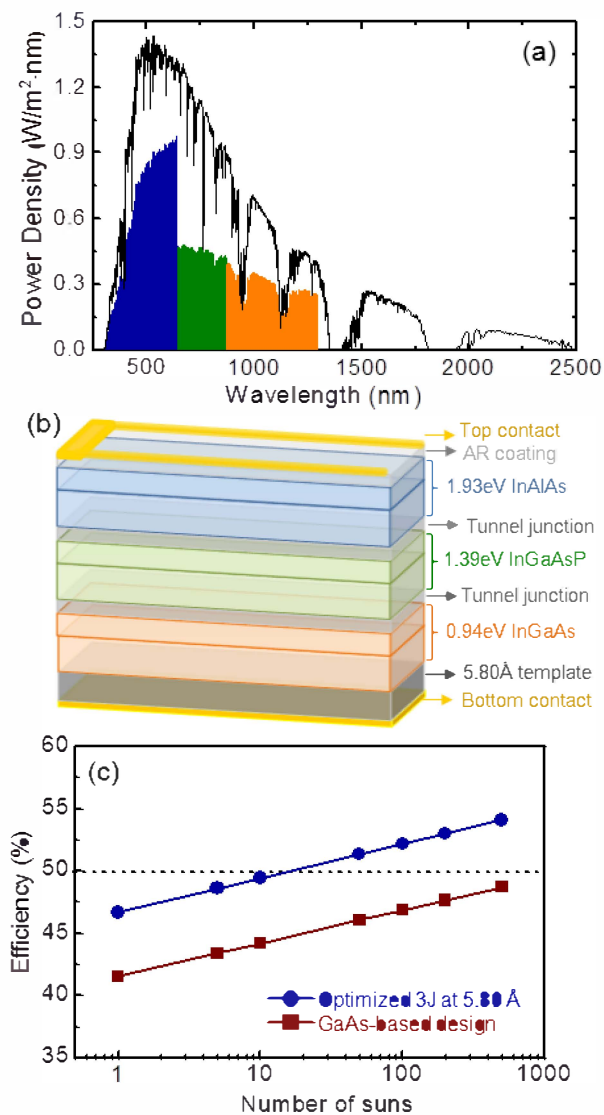 (a)
Power Density (W/m²·nm)
1.5
1.2
0.9
0.6
0.3
0.0
500
1000
1500
2000
2500
Wavelength (nm)
(b)
Top contact
AR coating
1.93eV InAlAs
Tunnel junction
1.39eV InGaAsP
Tunnel junction
0.94eV InGaAs
5.80Å template
Bottom contact
(c)
Efficiency (%)
60
55
50
45
40
35
Optimized 3J at 5.80 Å
GaAs-based design
1
10
100
1000
Number of suns